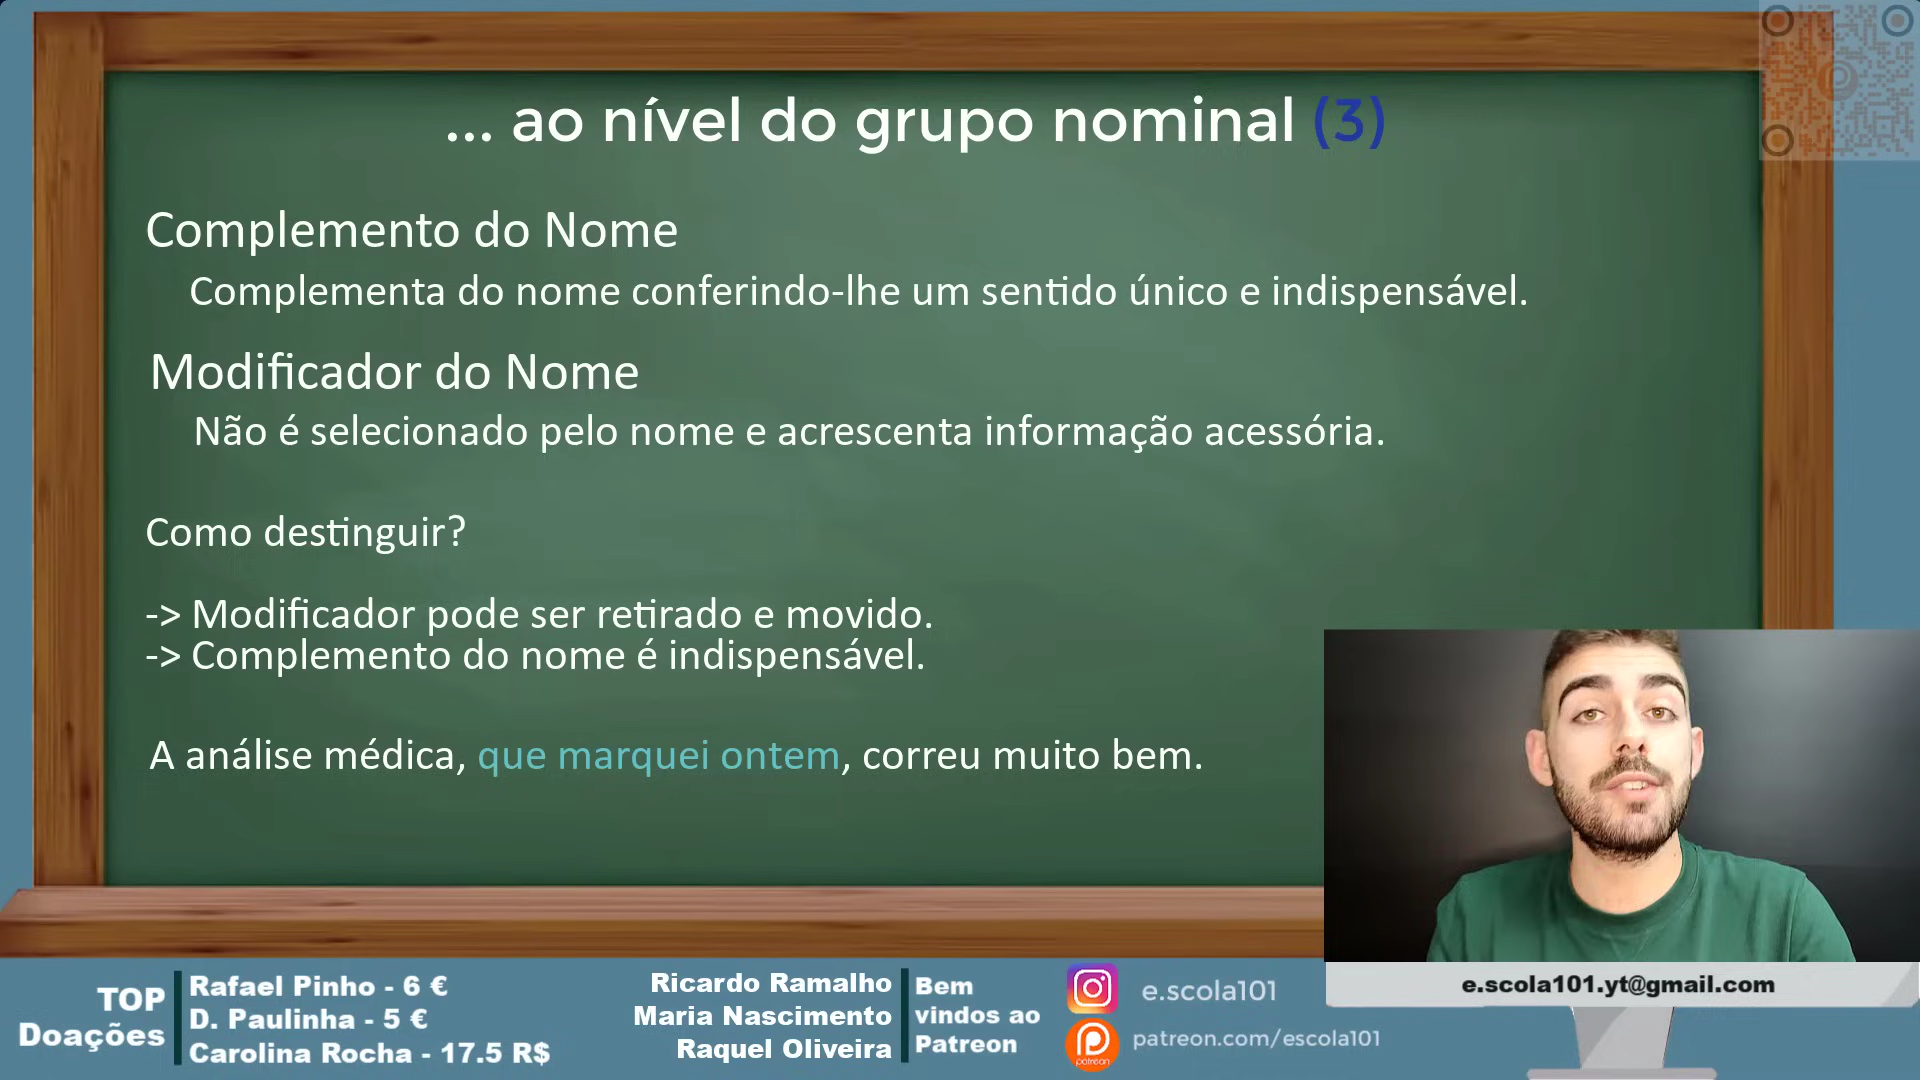 ... ao nível do grupo nominal (3)
Complemento do Nome
Complementa do nome conferindo-lhe um sentido único e indispensável.
Modificador do Nome
Não é selecionado pelo nome e acrescenta informação acessória.
Como destinguir?
-> Modificador pode ser retirado e movido.
-> Complemento do nome é indispensável.
A análise médica, que marquei ontem, correu muito bem.
e.scola101.yt@gmail.com
TOP
Doações
Rafael Pinho - 6 €
D. Paulinha - 5 €
Carolina Rocha - 17.5 R$
Ricardo Ramalho
Maria Nascimento
Raquel Oliveira
Bem
vindos ao
Patreon
e.scola101
patreon
patreon.com/escola101